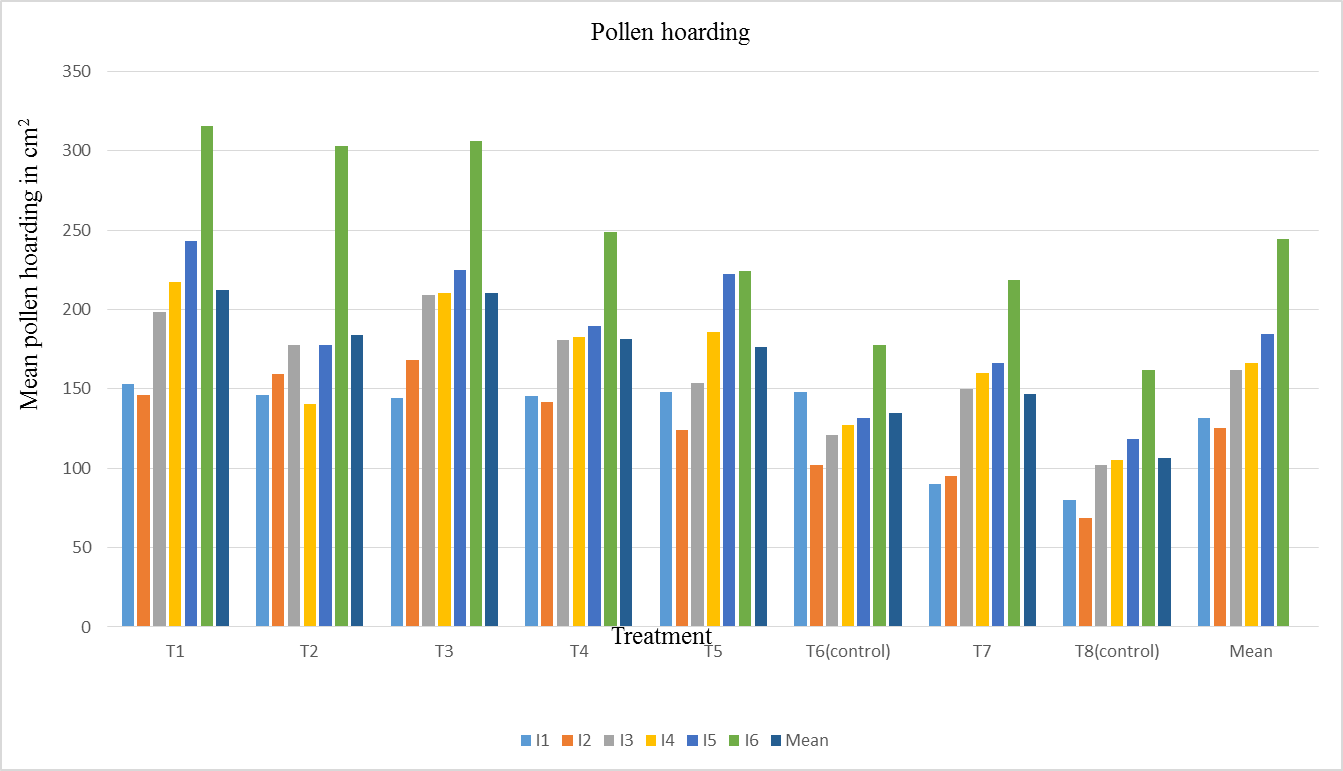 Pollen hoarding
Mean pollen hoarding in cm²
350
300
250
200
150
100
50
0
Treatment
T1 T2 T3 T4 T5 T6(control) T7 T8(control) Mean
I1 I2 I3 I4 I5 I6 Mean